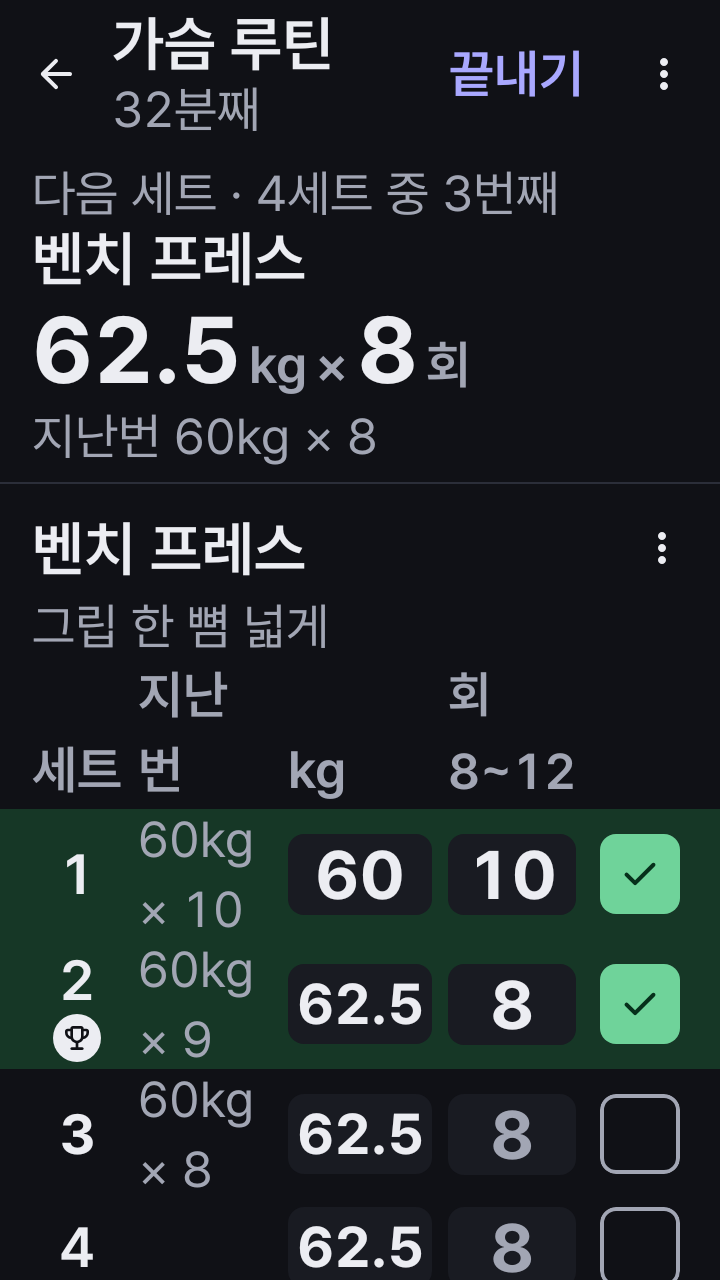 가슴 루틴
32분째
끝내기
다음 세트 · 4세트 중 3번째
벤치 프레스
62.5 kg × 8 회
지난번 60kg × 8
벤치 프레스
그립 한 뼘 넓게
세트 지난번 kg 회 8~12
1 60kg × 10 60 10
2 60kg × 9 62.5 8
3 60kg × 8 62.5 8
4 62.5 8